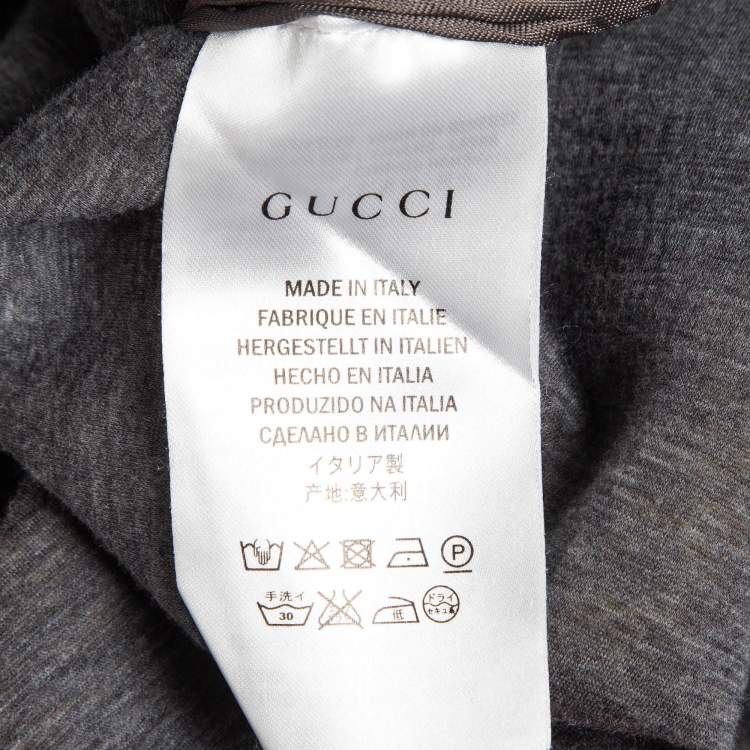 GUCCI
MADE IN ITALY
FABRIQUE EN ITALIE
HERGESTELLT IN ITALIEN
HECHO EN ITALIA
PRODUZIDO NA ITALIA
СДЕЛАНО В ИТАЛИИ
イタリア製
产地:意大利
P
手洗イ 30 低 ドライ セキユ系